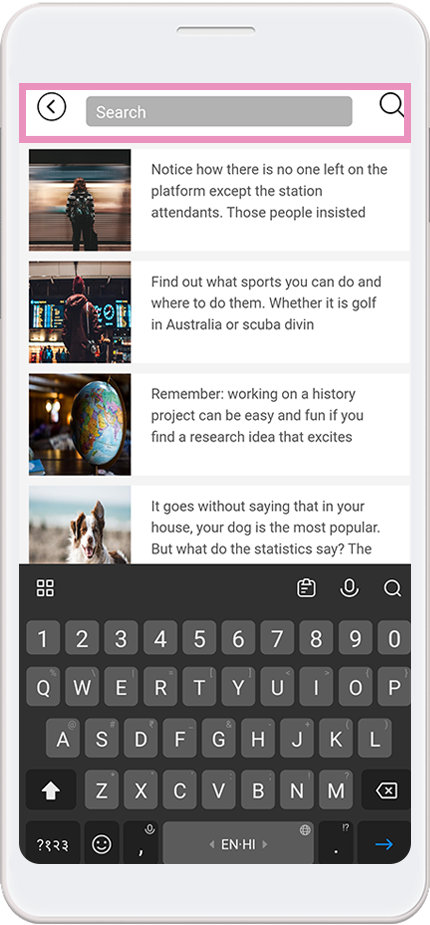 Search
Notice how there is no one left on the
platform except the station
attendants. Those people insisted
Find out what sports you can do and
where to do them. Whether it is golf
in Australia or scuba divin
Remember: working on a history
project can be easy and fun if you
find a research idea that excites
It goes without saying that in your
house, your dog is the most popular.
But what do the statistics say? The
1 2 3 4 5 6 7 8 9 0
Q W E R T Y U I O P
A S D F G H J K L
Z X C V B N M
?१२३ , EN·HI .